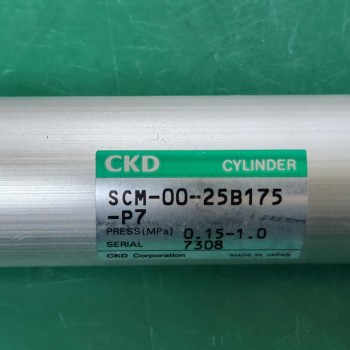 CKD CYLINDER
SCM-00-25B175
-P7
PRESS(MPa) 0.15-1.0
SERIAL 7308
CKD Corporation MADE IN JAPAN